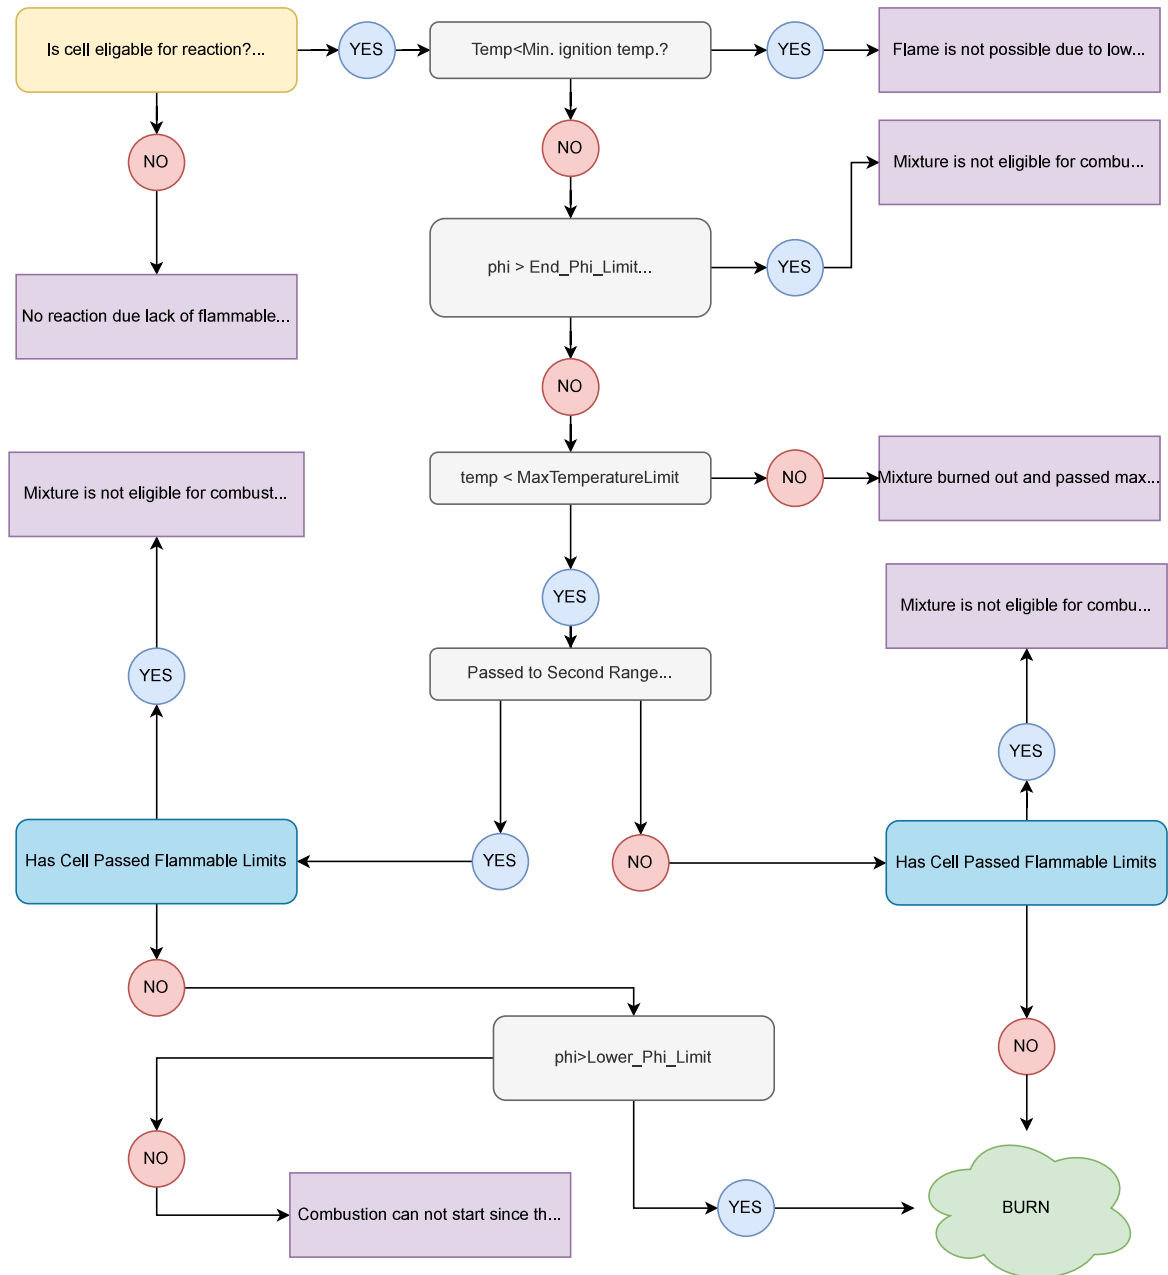 Is cell eligable for reaction?...
YES
Temp<Min. ignition temp.?
YES
Flame is not possible due to low...
NO
NO
Mixture is not eligible for combu...
phi > End_Phi_Limit...
YES
No reaction due lack of flammable...
NO
Mixture is not eligible for combust...
temp < MaxTemperatureLimit
NO
Mixture burned out and passed max...
YES
Mixture is not eligible for combu...
YES
Passed to Second Range...
YES
Has Cell Passed Flammable Limits
YES
NO
Has Cell Passed Flammable Limits
NO
NO
phi>Lower_Phi_Limit
NO
Combustion can not start since th...
YES
BURN